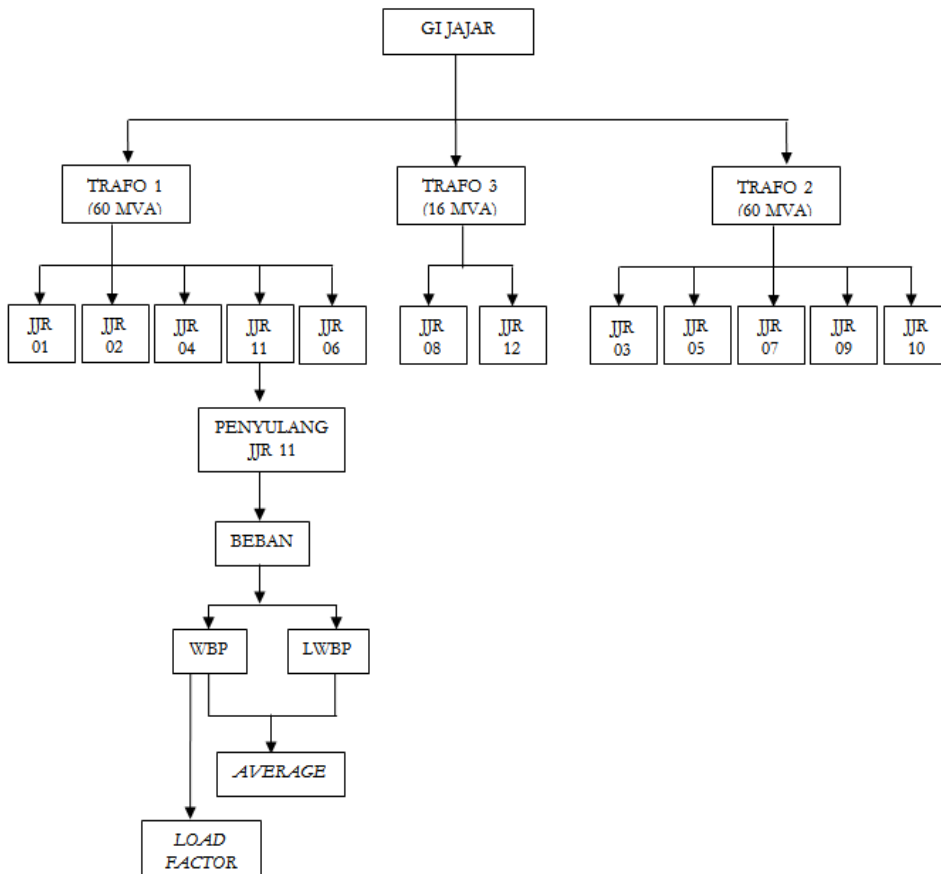 GI JAJAR
TRAFO 1
(60 MVA)
TRAFO 3
(16 MVA)
TRAFO 2
(60 MVA)
JJR
01
JJR
02
JJR
04
JJR
11
JJR
06
JJR
08
JJR
12
JJR
03
JJR
05
JJR
07
JJR
09
JJR
10
PENYULANG
JJR 11
BEBAN
WBP
LWBP
AVERAGE
LOAD
FACTOR